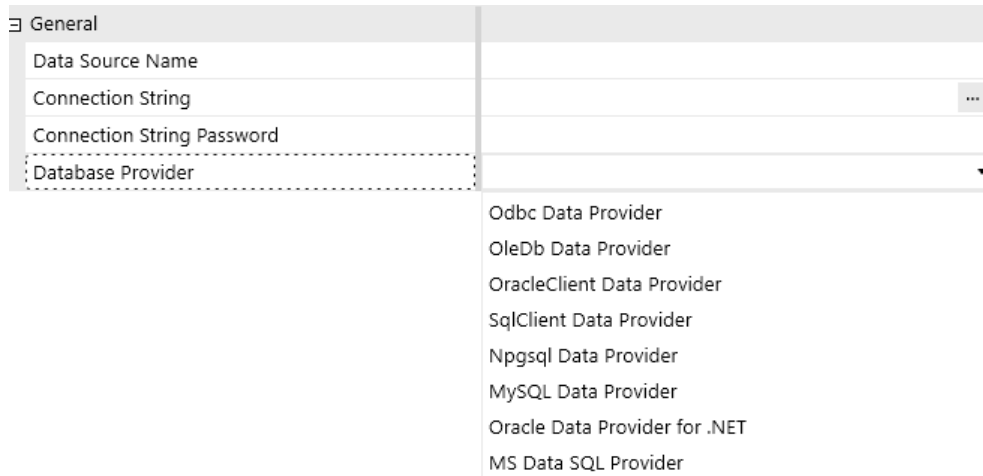 General
Data Source Name
Connection String
...
Connection String Password
Database Provider
Odbc Data Provider
OleDb Data Provider
OracleClient Data Provider
SqlClient Data Provider
Npgsql Data Provider
MySQL Data Provider
Oracle Data Provider for .NET
MS Data SQL Provider